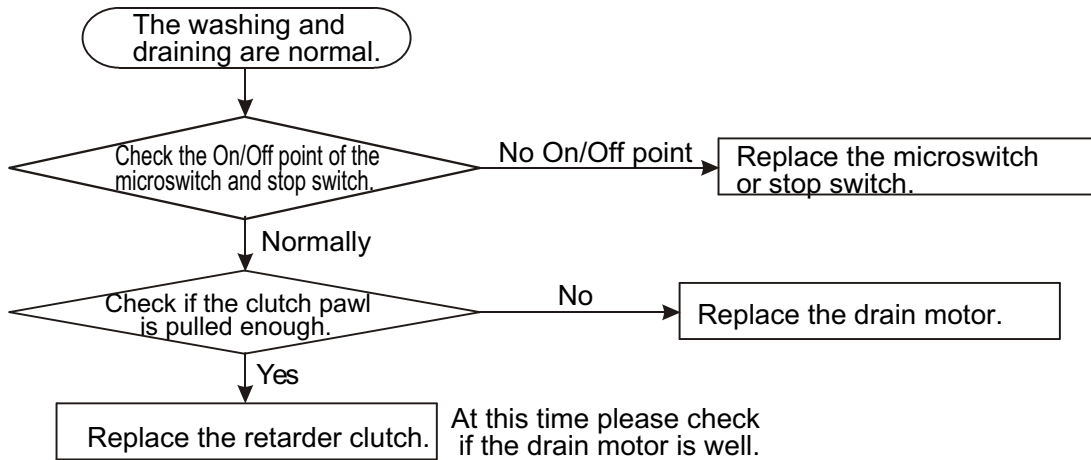 The washing and
draining are normal.
Check the On/Off point of the
microswitch and stop switch.
No On/Off point
Replace the microswitch
or stop switch.
Normally
Check if the clutch pawl
is pulled enough.
No
Replace the drain motor.
Yes
Replace the retarder clutch.
At this time please check
if the drain motor is well.